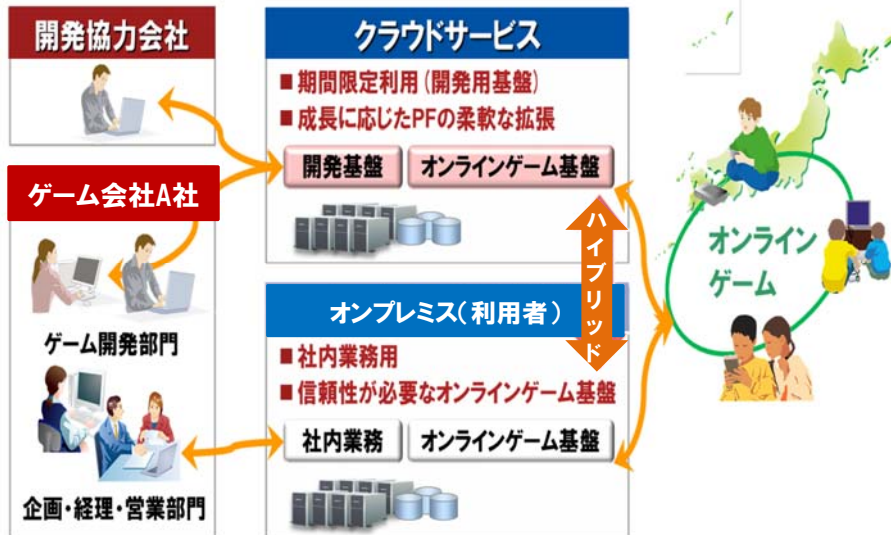 開発協力会社
ゲーム会社A社
ゲーム開発部門
企画・経理・営業部門
クラウドサービス
■ 期間限定利用(開発用基盤)
■ 成長に応じたPFの柔軟な拡張
開発基盤
オンラインゲーム基盤
ハイブリッド
オンプレミス(利用者)
■ 社内業務用
■ 信頼性が必要なオンラインゲーム基盤
社内業務
オンラインゲーム基盤
オンライン
ゲーム